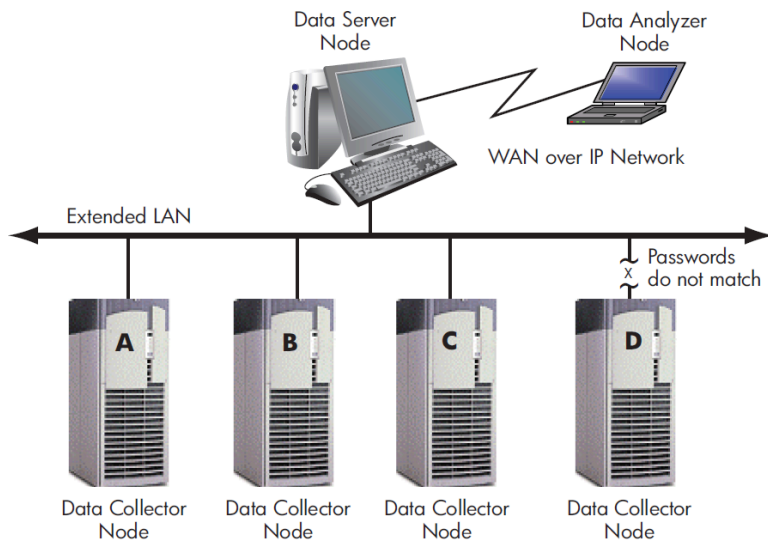 Data Server
Node
Data Analyzer
Node
WAN over IP Network
Extended LAN
Passwords
do not match
X
A
B
C
D
Data Collector
Node
Data Collector
Node
Data Collector
Node
Data Collector
Node